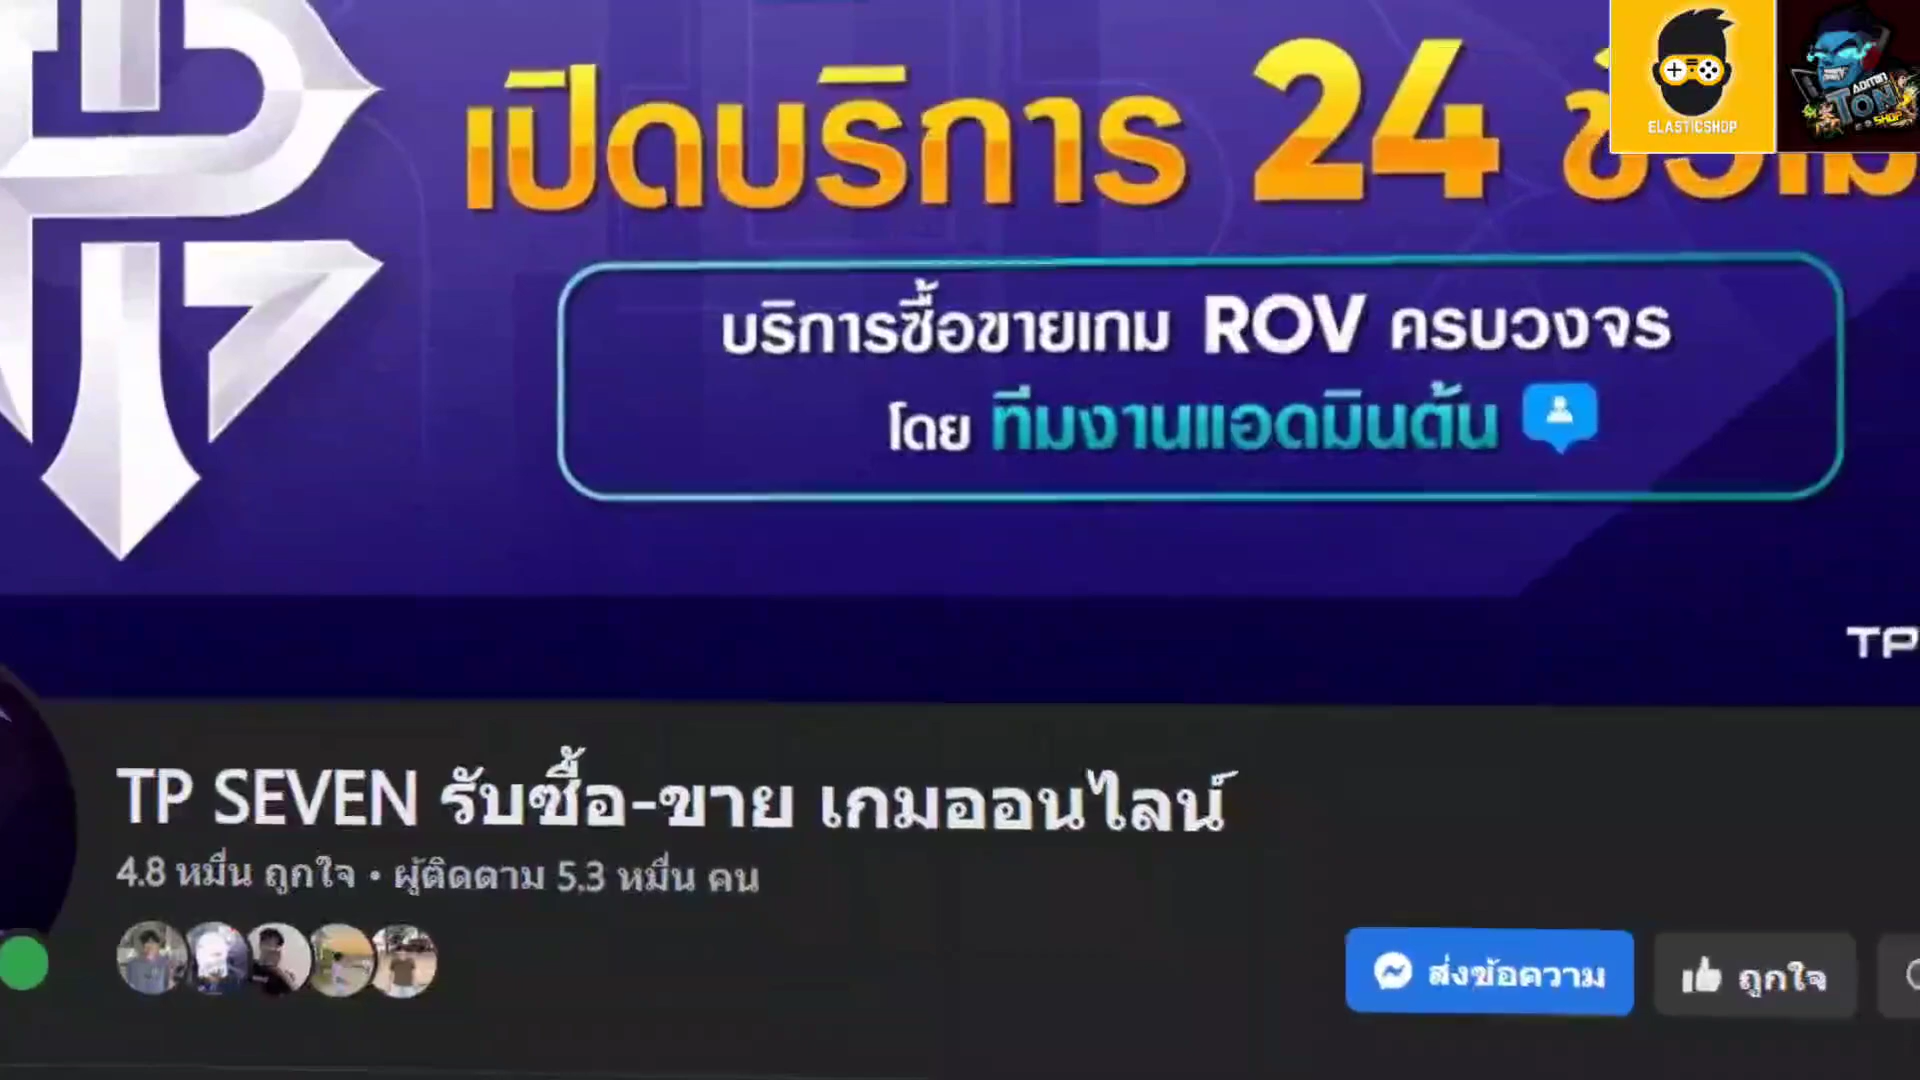 เปิดบริการ 24
ELASTICSHOP
ADMIN
TON
SHOP
บริการซื้อขายเกม ROV ครบวงจร
โดย ทีมงานแอดมินต้น
TP
TP SEVEN รับซื้อ-ขาย เกมออนไลน์
4.8 หมื่น ถูกใจ • ผู้ติดตาม 5.3 หมื่น คน
ส่งข้อความ
ถูกใจ